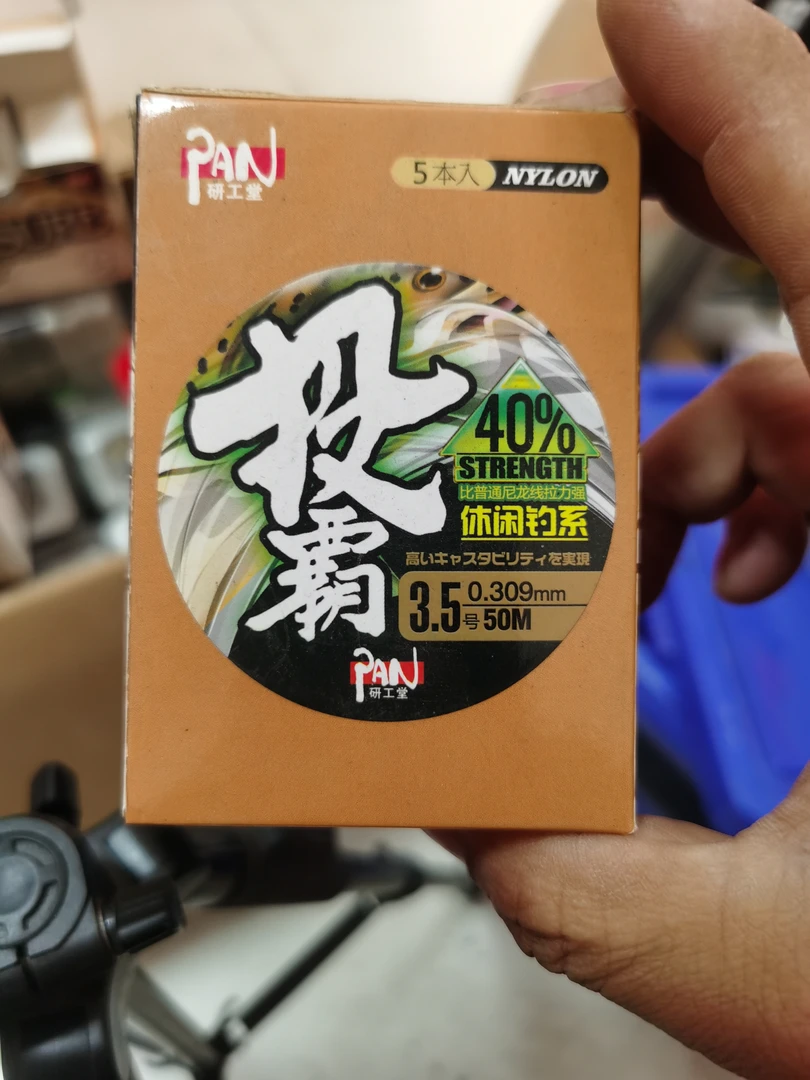 PAN
研工堂
5本入 NYLON
投霸
40%
STRENGTH
比普通尼龙线拉力强
休闲钓系
高いキャスタビリティを実現
3.5号 0.309mm
50M
PAN
研工堂